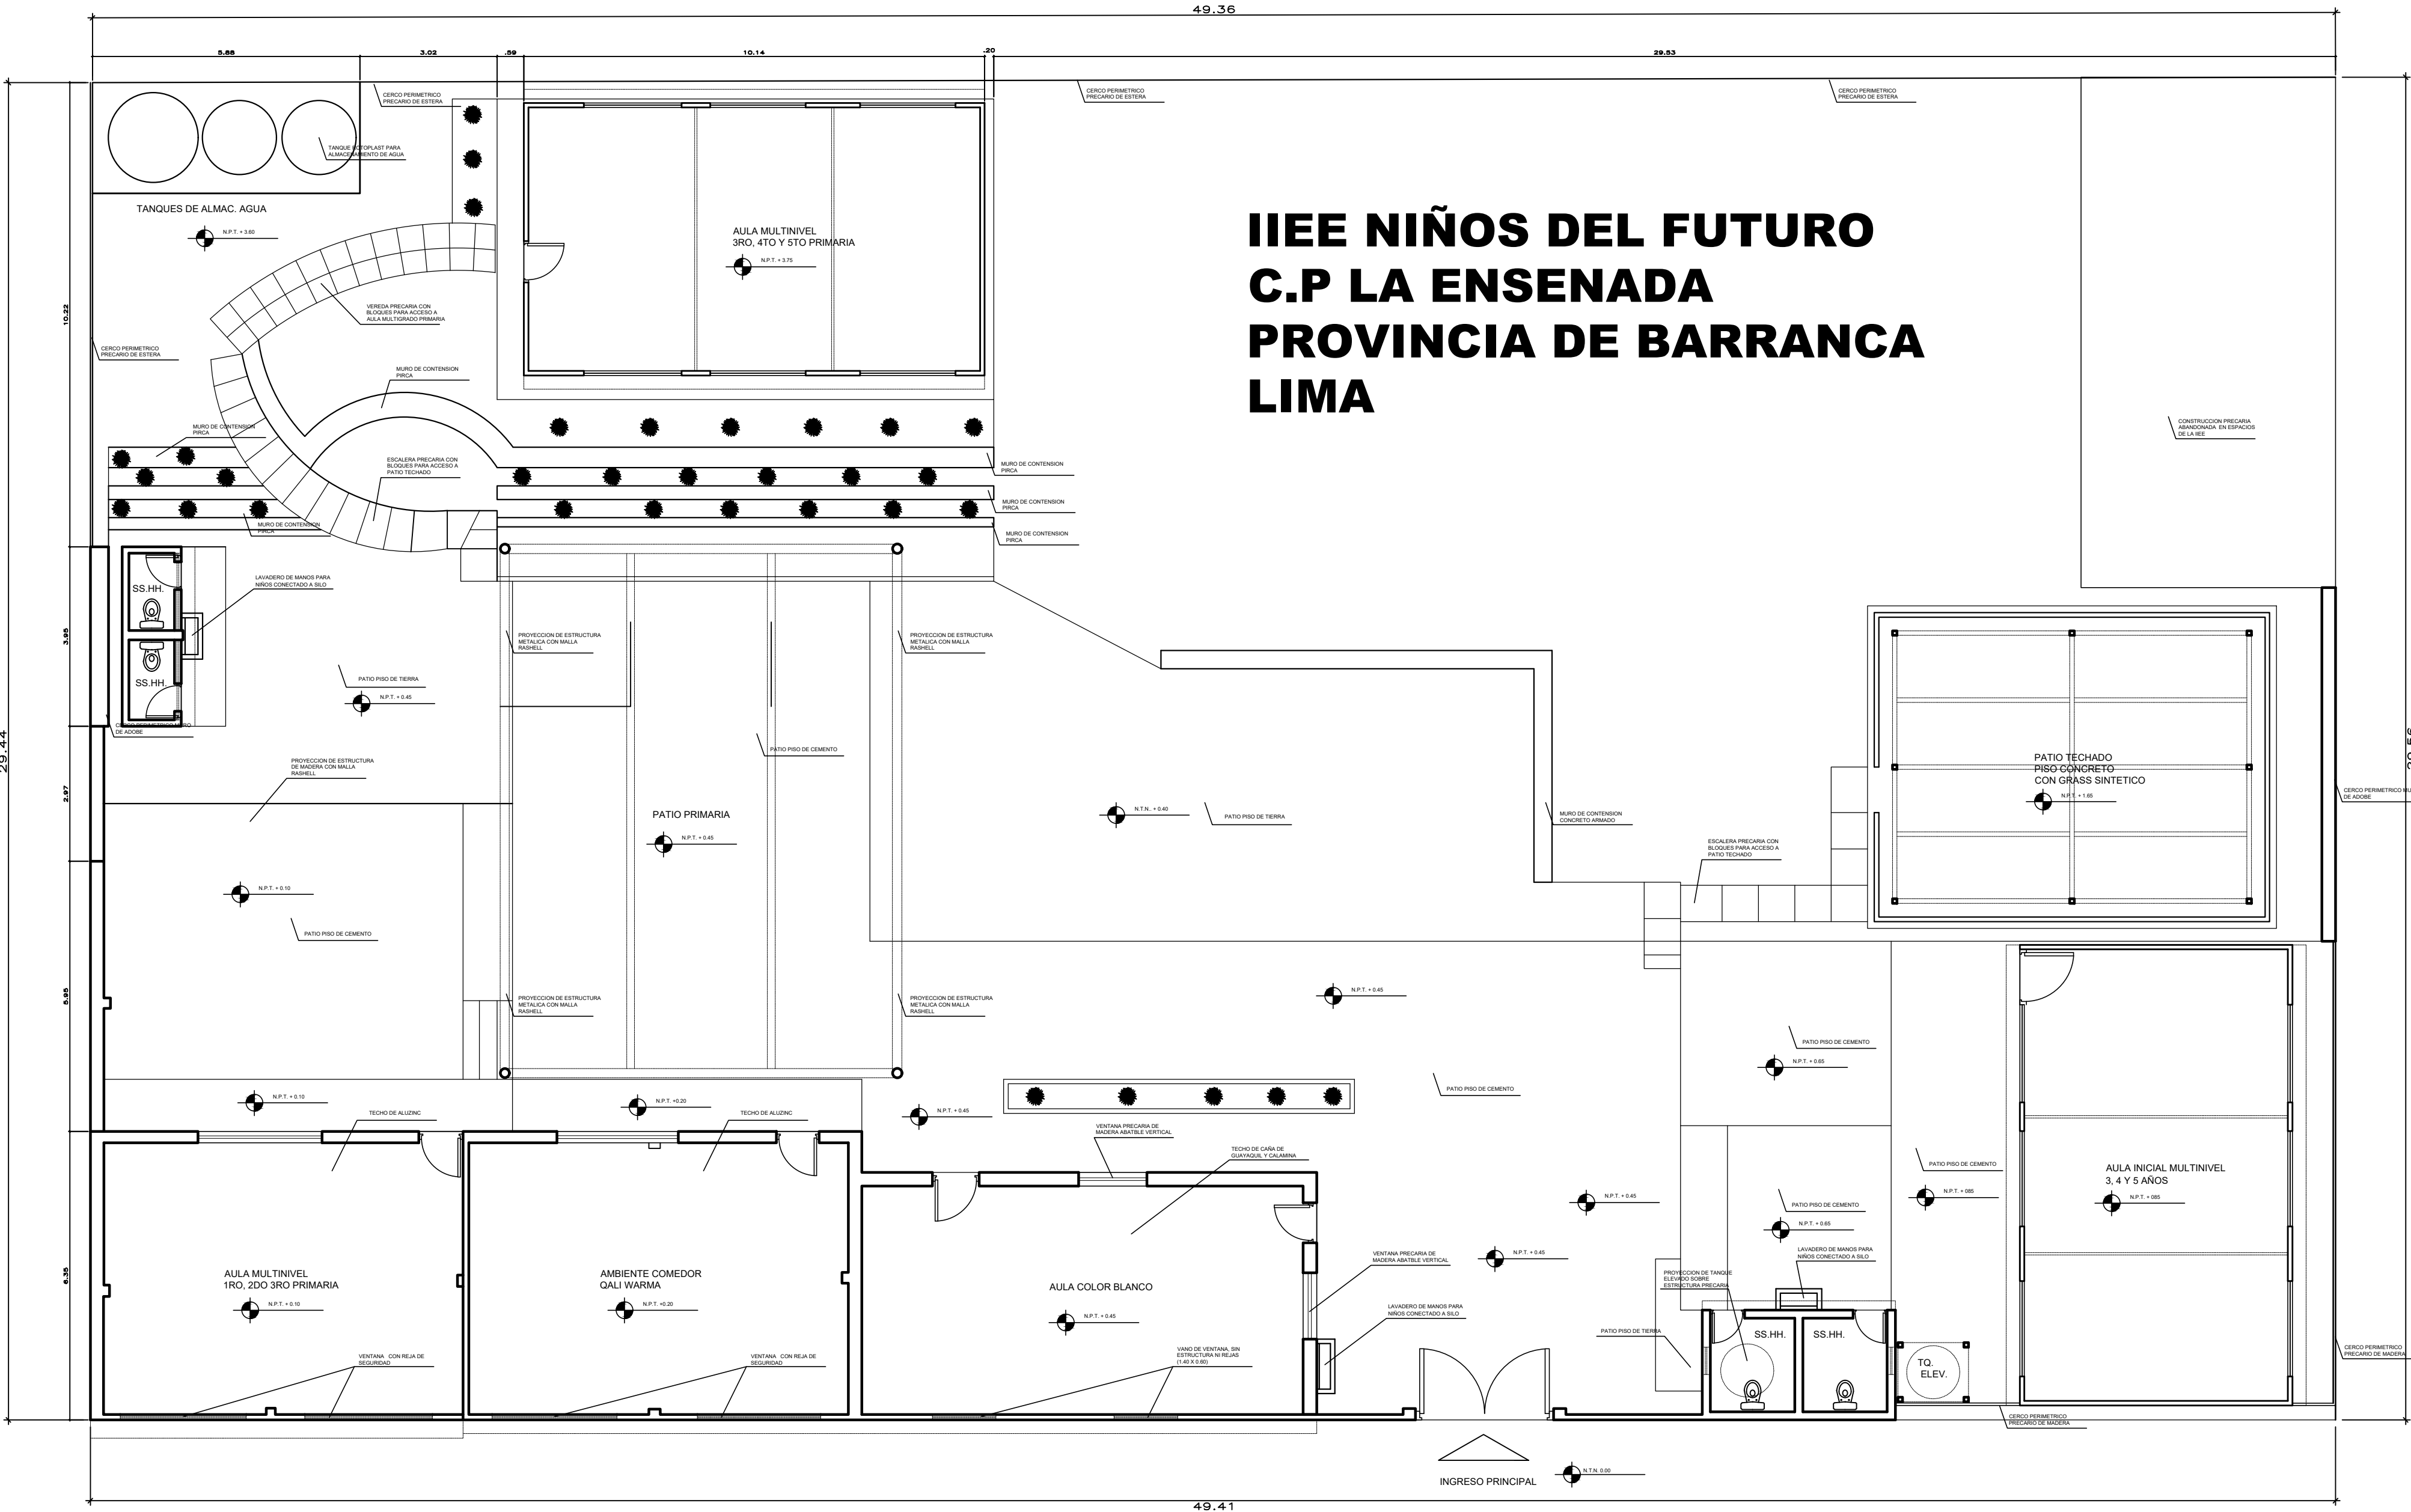 49.36
5.88
3.02
.59
10.14
.20
29.53
CERCO PERIMETRICO
PRECARIO DE ESTERA
CERCO PERIMETRICO
PRECARIO DE ESTERA
CERCO PERIMETRICO
PRECARIO DE ESTERA
TANQUE ROTOPLAST PARA
ALMACENAMIENTO DE AGUA
TANQUES DE ALMAC. AGUA
N.P.T. + 3.60
AULA MULTINIVEL
3RO, 4TO Y 5TO PRIMARIA
N.P.T. + 3.75
IIEE NIÑOS DEL FUTURO
C.P LA ENSENADA
PROVINCIA DE BARRANCA
LIMA
VEREDA PRECARIA CON
BLOQUES PARA ACCESO A
AULA MULTIGRADO PRIMARIA
10.22
CERCO PERIMETRICO
PRECARIO DE ESTERA
MURO DE CONTENSION
PIRCA
MURO DE CONTENSION
PIRCA
CONSTRUCCION PRECARIA
ABANDONADA EN ESPACIOS
DE LA IIEE
ESCALERA PRECARIA CON
BLOQUES PARA ACCESO A
PATIO TECHADO
MURO DE CONTENSION
PIRCA
MURO DE CONTENSION
PIRCA
MURO DE CONTENSION
PIRCA
MURO DE CONTENSION
PIRCA
SS.HH.
LAVADERO DE MANOS PARA
NIÑOS CONECTADO A SILO
3.95
PROYECCION DE ESTRUCTURA
METALICA CON MALLA
RASHELL
PROYECCION DE ESTRUCTURA
METALICA CON MALLA
RASHELL
SS.HH.
PATIO PISO DE TIERRA
N.P.T. + 0.45
CERCO PERIMETRICO MURO
DE ADOBE
29.44
PATIO PISO DE CEMENTO
PROYECCION DE ESTRUCTURA
DE MADERA CON MALLA
RASHELL
2.97
PATIO TECHADO
PISO CONCRETO
CON GRASS SINTETICO
N.P.T. + 1.65
CERCO PERIMETRICO
DE ADOBE
PATIO PRIMARIA
N.P.T. + 0.45
N.T.N.. + 0.40
PATIO PISO DE TIERRA
MURO DE CONTENSION
CONCRETO ARMADO
ESCALERA PRECARIA CON
BLOQUES PARA ACCESO A
PATIO TECHADO
N.P.T. + 0.10
PATIO PISO DE CEMENTO
5.95
PROYECCION DE ESTRUCTURA
METALICA CON MALLA
RASHELL
PROYECCION DE ESTRUCTURA
METALICA CON MALLA
RASHELL
N.P.T. + 0.45
PATIO PISO DE CEMENTO
N.P.T. + 0.65
PATIO PISO DE CEMENTO
N.P.T. + 0.10
N.P.T. +0.20
N.P.T. + 0.45
TECHO DE ALUZINC
TECHO DE ALUZINC
VENTANA PRECARIA DE
MADERA ABATBLE VERTICAL
TECHO DE CAÑA DE
GUAYAQUIL Y CALAMINA
PATIO PISO DE CEMENTO
N.P.T. + 085
AULA INICIAL MULTINIVEL
3, 4 Y 5 AÑOS
N.P.T. + 085
N.P.T. + 0.45
PATIO PISO DE CEMENTO
N.P.T. + 0.65
6.35
AULA MULTINIVEL
1RO, 2DO 3RO PRIMARIA
N.P.T. + 0.10
AMBIENTE COMEDOR
QALI WARMA
N.P.T. +0.20
AULA COLOR BLANCO
N.P.T. + 0.45
VENTANA PRECARIA DE
MADERA ABATBLE VERTICAL
N.P.T. + 0.45
LAVADERO DE MANOS PARA
NIÑOS CONECTADO A SILO
PROYECCION DE TANQUE
ELEVADO SOBRE
ESTRUCTURA PRECARIA
LAVADERO DE MANOS PARA
NIÑOS CONECTADO A SILO
PATIO PISO DE TIERRA
SS.HH.
SS.HH.
TQ.
ELEV.
CERCO PERIMETRICO
PRECARIO DE MADERA
VENTANA CON REJA DE
SEGURIDAD
VENTANA CON REJA DE
SEGURIDAD
VANO DE VENTANA, SIN
ESTRUCTURA NI REJAS
(1.40 X 0.60)
CERCO PERIMETRICO
PRECARIO DE MADERA
INGRESO PRINCIPAL
N.T.N. 0.00
49.41